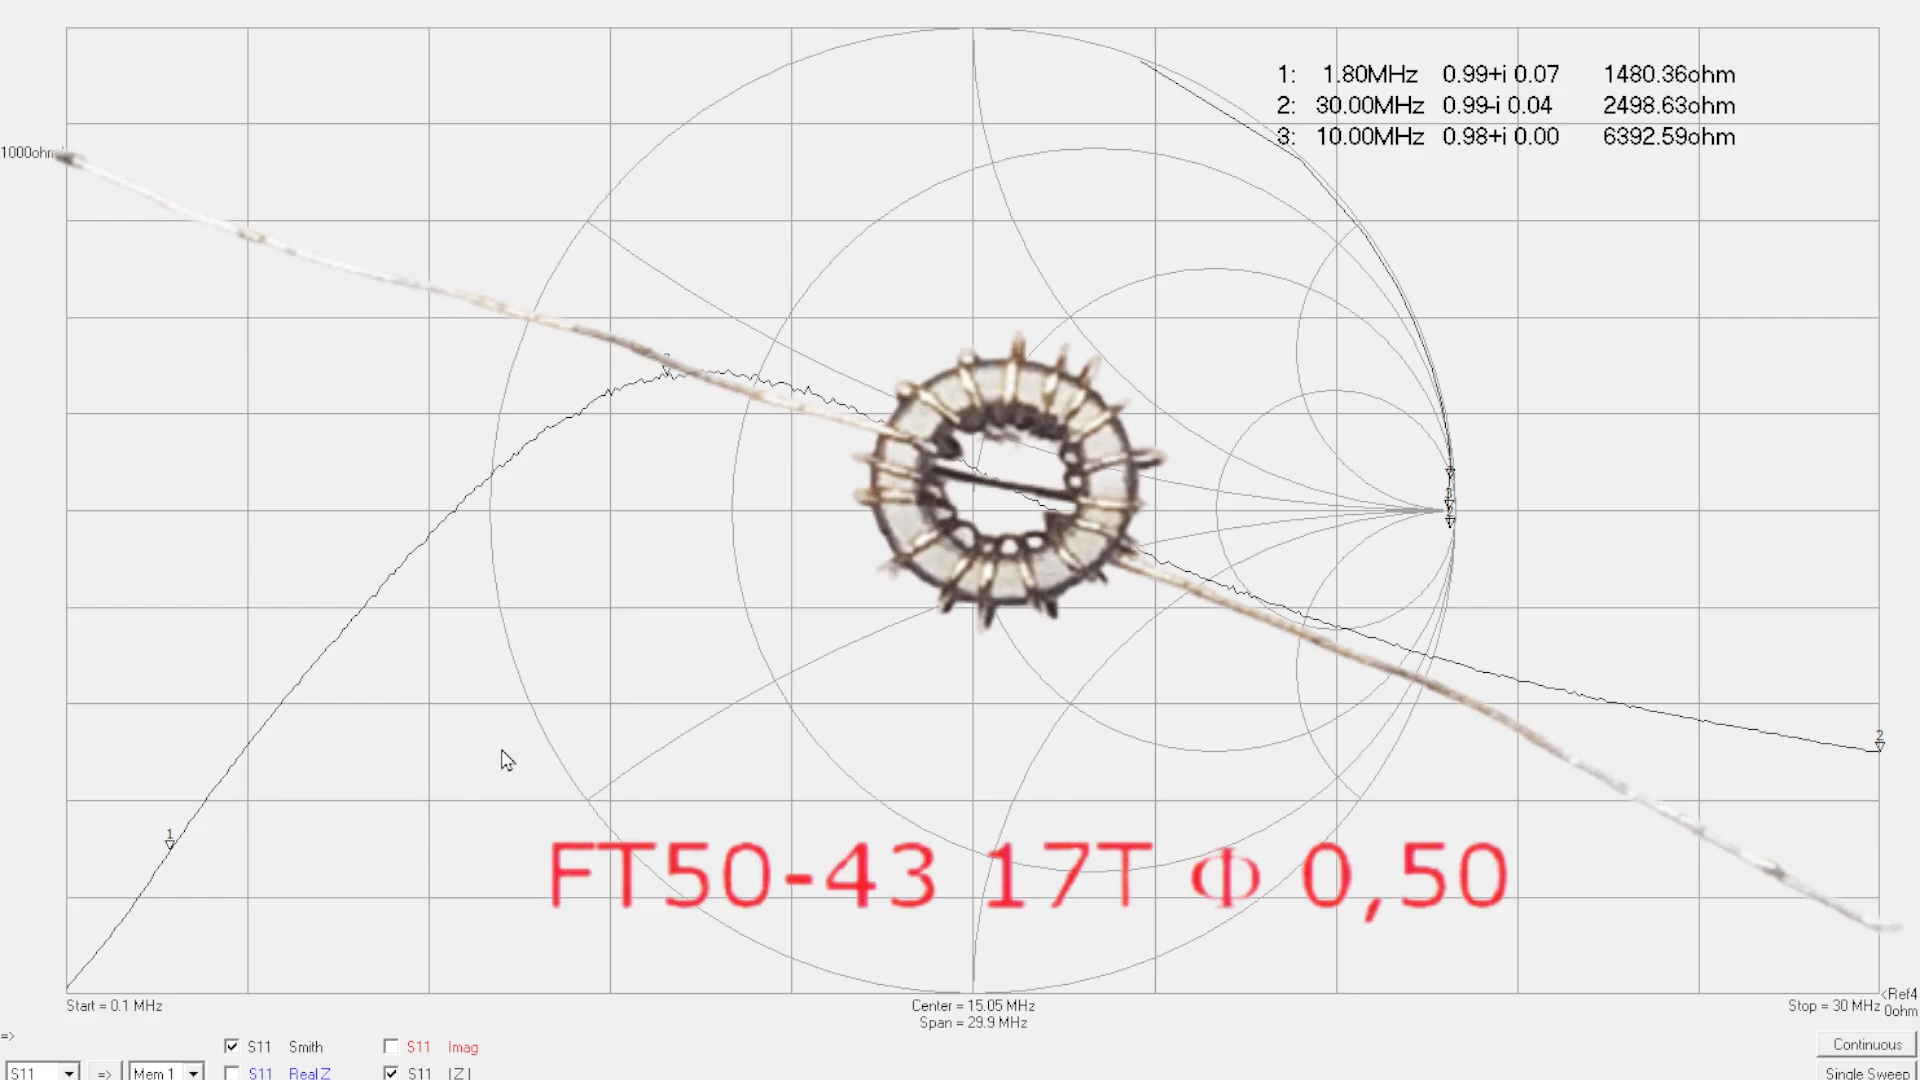 1: 1.80MHz 0.99+i 0.07 1480.36ohm
2: 30.00MHz 0.99-i 0.04 2498.63ohm
3: 10.00MHz 0.98+i 0.00 6392.59ohm
1000ohm
1
2
FT50-43 17T Φ 0,50
Start = 0.1 MHz
Center = 15.05 MHz
Span = 29.9 MHz
Stop = 30 MHz
<Ref4
0ohm
=>
S11 Smith
S11 Imag
Continuous
S11
=>
Mem 1
S11 Real Z
S11 |Z|
Single Sweep